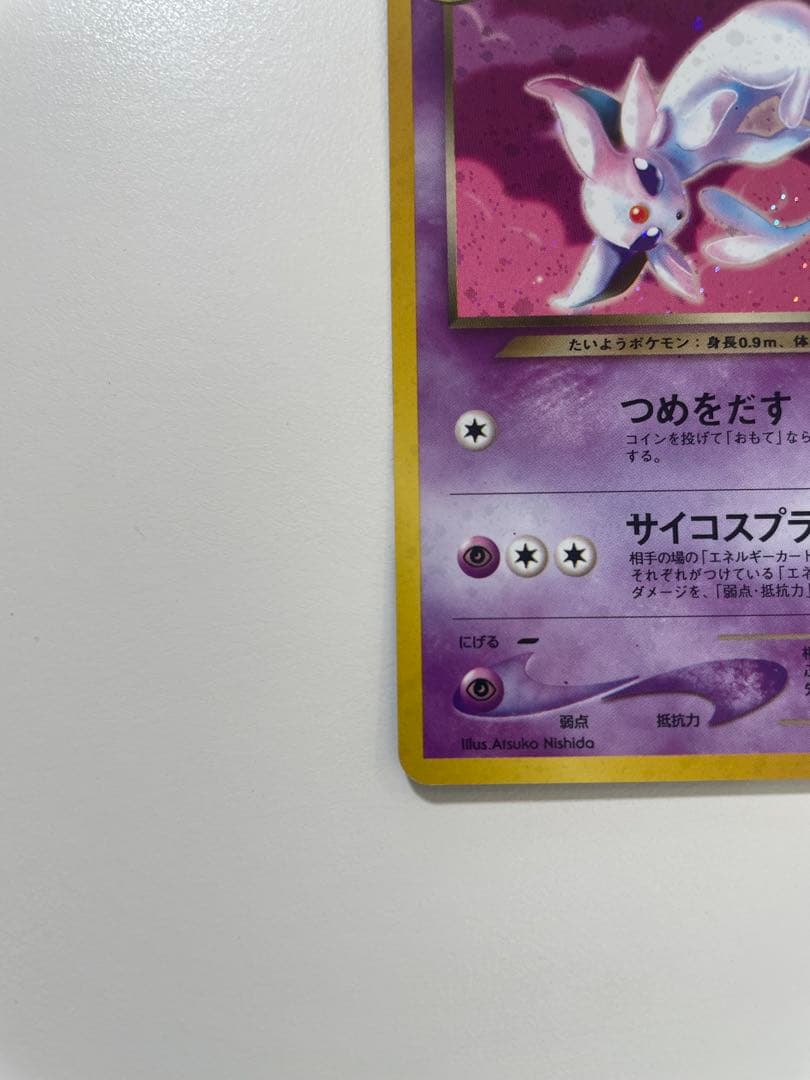 たいようポケモン：身長0.9m、体
つめをだす
コインを投げて「おもて」なら
する。
サイコスプラ
相手の場の「エネルギーカード
それぞれがつけている「エネ
ダメージを、「弱点・抵抗力」
にげる
弱点 抵抗力
Illus.Atsuko Nishida